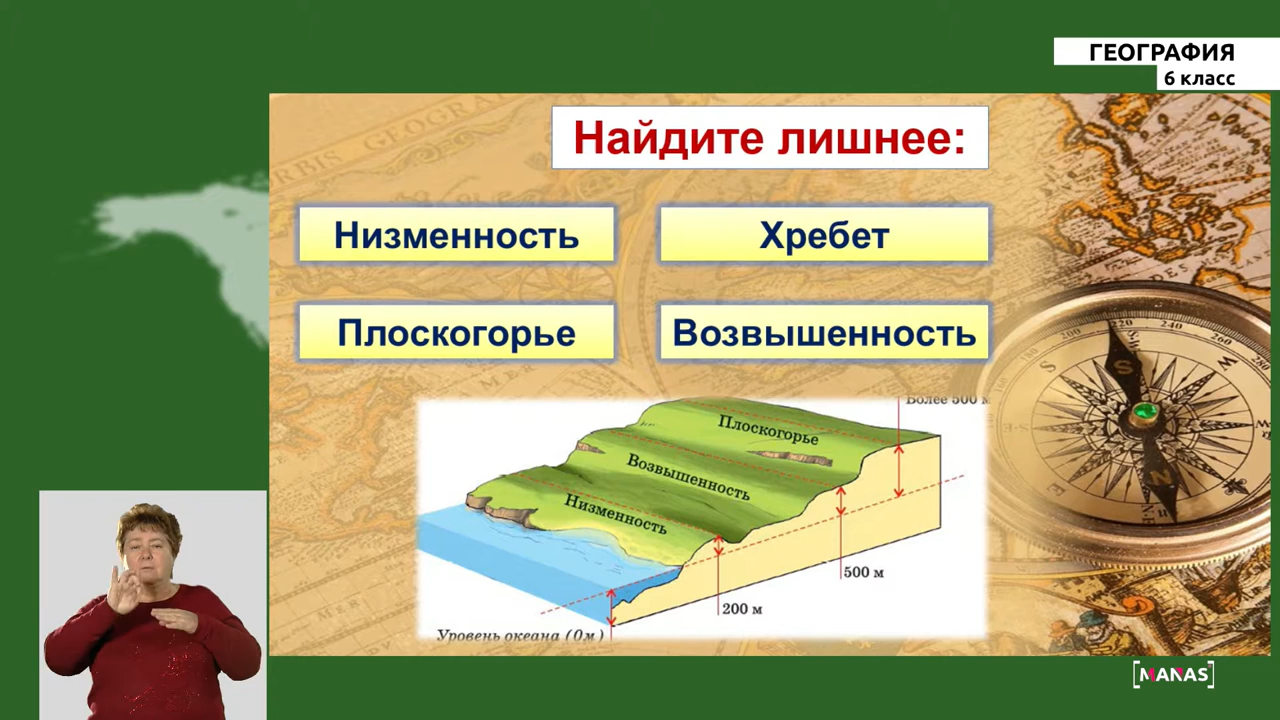 ГЕОГРАФИЯ
6 класс
Найдите лишнее:
Низменность
Хребет
Плоскогорье
Возвышенность
Более 500 м
Плоскогорье
Возвышенность
Низменность
500 м
200 м
Уровень океана (0м)
[MANAS]